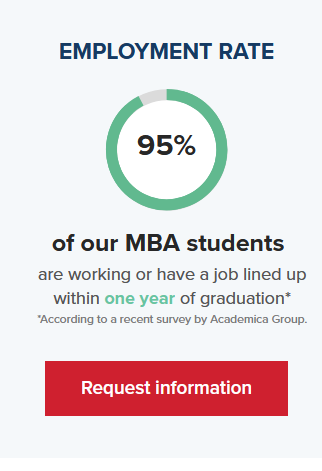 EMPLOYMENT RATE
95%
of our MBA students
are working or have a job lined up
within one year of graduation*
*According to a recent survey by Academica Group.
Request information